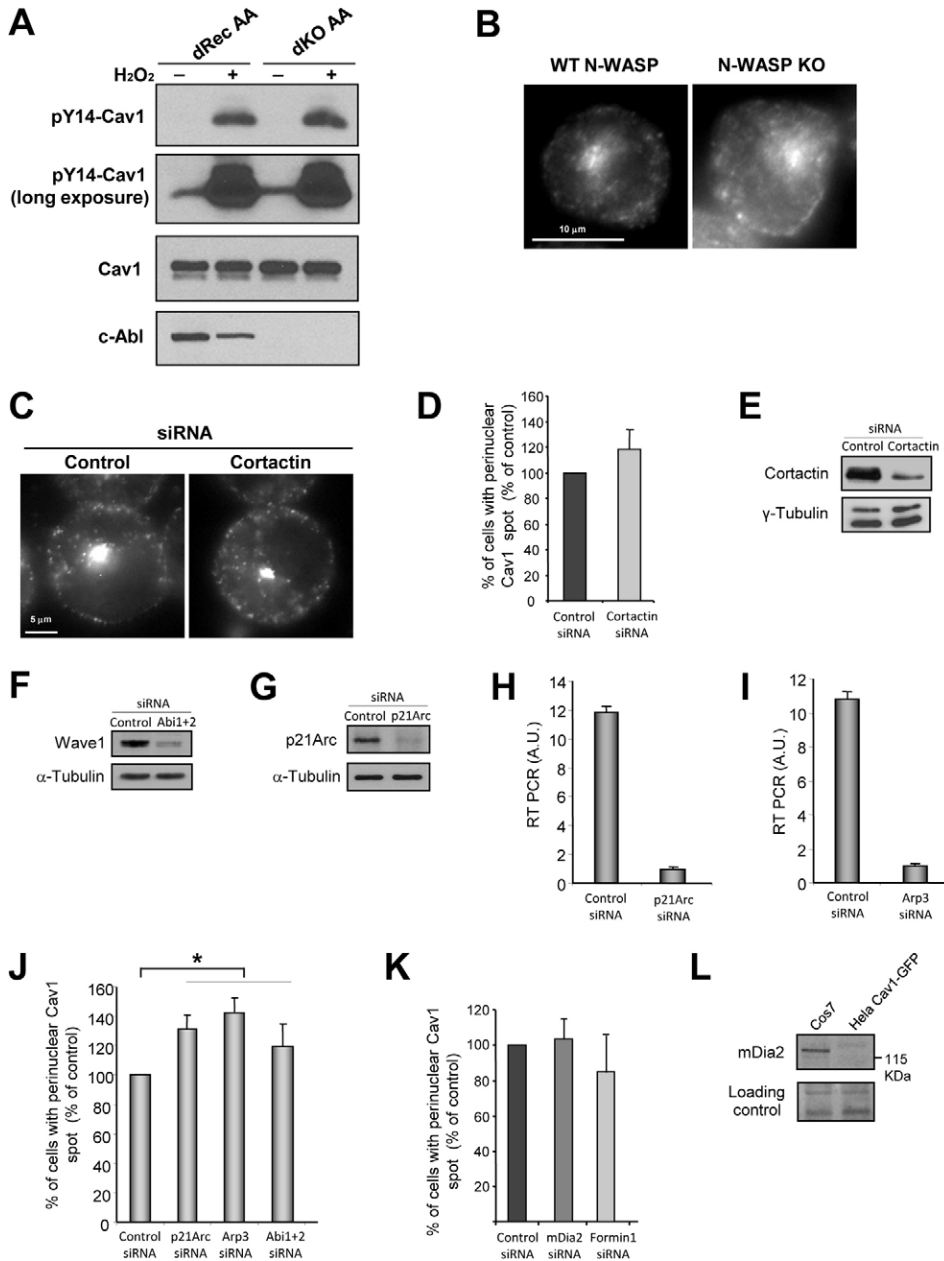 A
dRec AA
dKO AA
H₂O₂
– + – +
pY14-Cav1
pY14-Cav1
(long exposure)
Cav1
c-Abl
B
WT N-WASP
N-WASP KO
10 µm
C
siRNA
Control
Cortactin
5 µm
D
% of cells with perinuclear
Cav1 spot (% of control)
160
140
120
100
80
60
40
20
0
Control
siRNA
Cortactin
siRNA
E
siRNA
Control Cortactin
Cortactin
γ-Tubulin
F
siRNA
Control Abi1+2
Wave1
α-Tubulin
G
siRNA
Control p21Arc
p21Arc
α-Tubulin
H
RT PCR (A.U.)
14
12
10
8
6
4
2
0
Control
siRNA
p21Arc
siRNA
I
RT PCR (A.U.)
12
10
8
6
4
2
0
Control
siRNA
Arp3
siRNA
J
*
% of cells with perinuclear Cav1
spot (% of control)
160
140
120
100
80
60
40
20
0
Control
siRNA
p21Arc
siRNA
Arp3
siRNA
Abi1+2
siRNA
K
% of cells with perinuclear Cav1
spot (% of control)
120
100
80
60
40
20
0
Control
siRNA
mDia2
siRNA
Formin1
siRNA
L
Cos7
Hela Cav1-GFP
mDia2
115
KDa
Loading
control